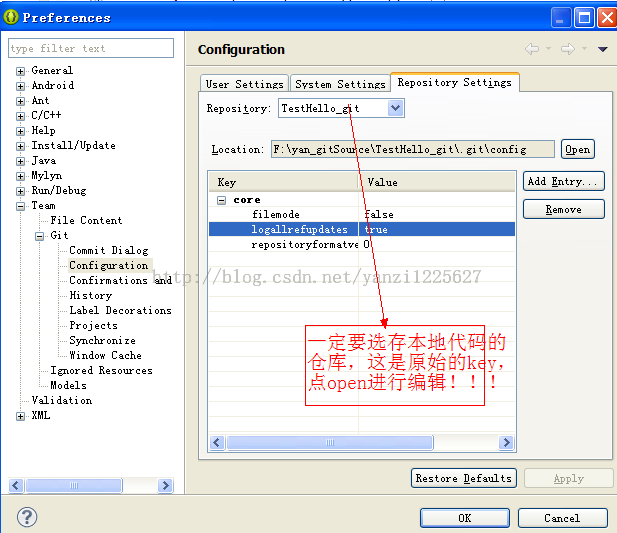 Preferences
type filter text
General
Android
Ant
C/C++
Help
Install/Update
Java
Mylyn
Run/Debug
Team
File Content
Git
Commit Dialog
Configuration
Confirmations and
History
Label Decorations
Projects
Synchronize
Window Cache
Ignored Resources
Models
Validation
XML
Configuration
User Settings
System Settings
Repository Settings
Repository: TestHello_git
Location: F:\yan_gitSource\TestHello_git\.git\config Open
Key Value
core
filemode false
logallrefupdates true
repositoryformatve 0
Add Entry...
Remove
http://blog.csdn.net/yanzi1225627
一定要选存本地代码的
仓库，这是原始的key，
点open进行编辑！！！
Restore Defaults Apply
? OK Cancel